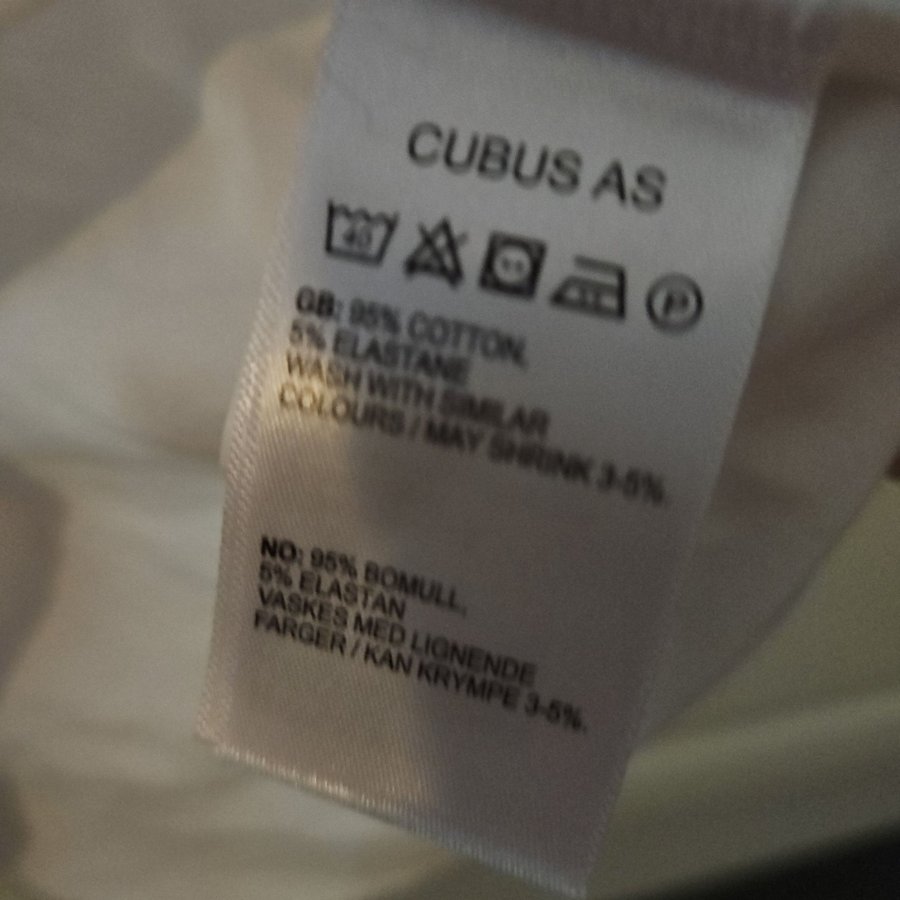 CUBUS AS
40 P
GB: 95% COTTON,
5% ELASTANE
WASH WITH SIMILAR
COLOURS / MAY SHRINK 3-5%.
NO: 95% BOMULL,
5% ELASTAN
VASKES MED LIGNENDE
FARGER / KAN KRYMPE 3-5%.